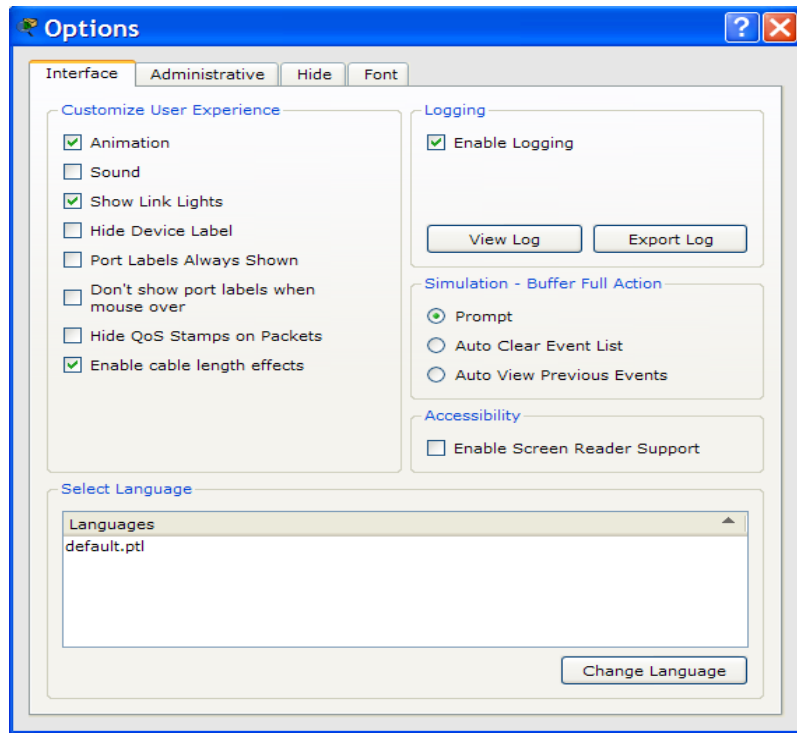 Options
Interface
Administrative
Hide
Font
Customize User Experience
Animation
Sound
Show Link Lights
Hide Device Label
Port Labels Always Shown
Don't show port labels when
mouse over
Hide QoS Stamps on Packets
Enable cable length effects
Logging
Enable Logging
View Log
Export Log
Simulation - Buffer Full Action
Prompt
Auto Clear Event List
Auto View Previous Events
Accessibility
Enable Screen Reader Support
Select Language
Languages
default.ptl
Change Language